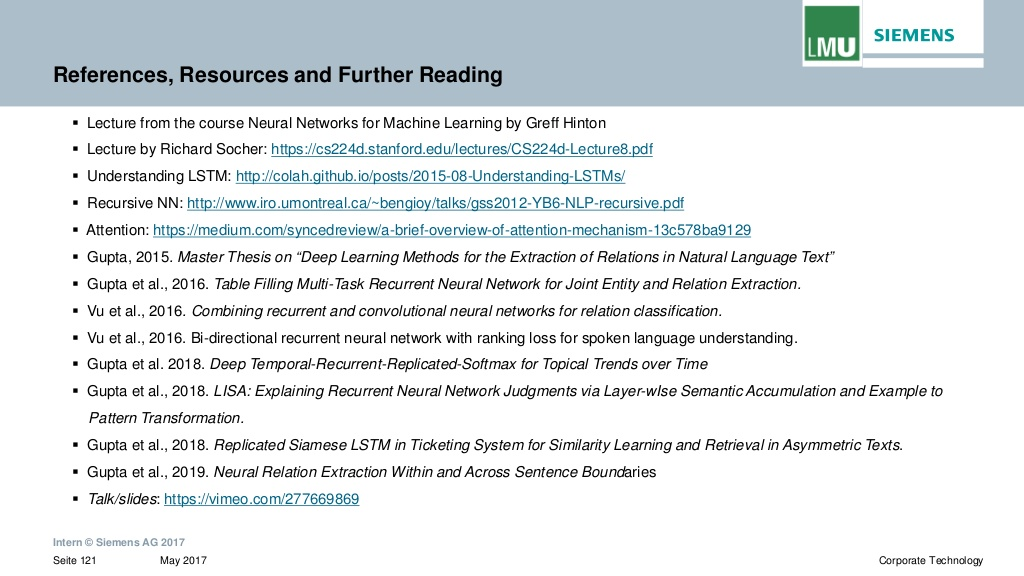 LMU
SIEMENS
References, Resources and Further Reading
▪ Lecture from the course Neural Networks for Machine Learning by Greff Hinton
▪ Lecture by Richard Socher: https://cs224d.stanford.edu/lectures/CS224d-Lecture8.pdf
▪ Understanding LSTM: http://colah.github.io/posts/2015-08-Understanding-LSTMs/
▪ Recursive NN: http://www.iro.umontreal.ca/~bengioy/talks/gss2012-YB6-NLP-recursive.pdf
▪ Attention: https://medium.com/syncedreview/a-brief-overview-of-attention-mechanism-13c578ba9129
▪ Gupta, 2015. Master Thesis on “Deep Learning Methods for the Extraction of Relations in Natural Language Text”
▪ Gupta et al., 2016. Table Filling Multi-Task Recurrent Neural Network for Joint Entity and Relation Extraction.
▪ Vu et al., 2016. Combining recurrent and convolutional neural networks for relation classification.
▪ Vu et al., 2016. Bi-directional recurrent neural network with ranking loss for spoken language understanding.
▪ Gupta et al. 2018. Deep Temporal-Recurrent-Replicated-Softmax for Topical Trends over Time
▪ Gupta et al., 2018. LISA: Explaining Recurrent Neural Network Judgments via Layer-wIse Semantic Accumulation and Example to
Pattern Transformation.
▪ Gupta et al., 2018. Replicated Siamese LSTM in Ticketing System for Similarity Learning and Retrieval in Asymmetric Texts.
▪ Gupta et al., 2019. Neural Relation Extraction Within and Across Sentence Boundaries
▪ Talk/slides: https://vimeo.com/277669869
Intern © Siemens AG 2017
Seite 121 May 2017 Corporate Technology